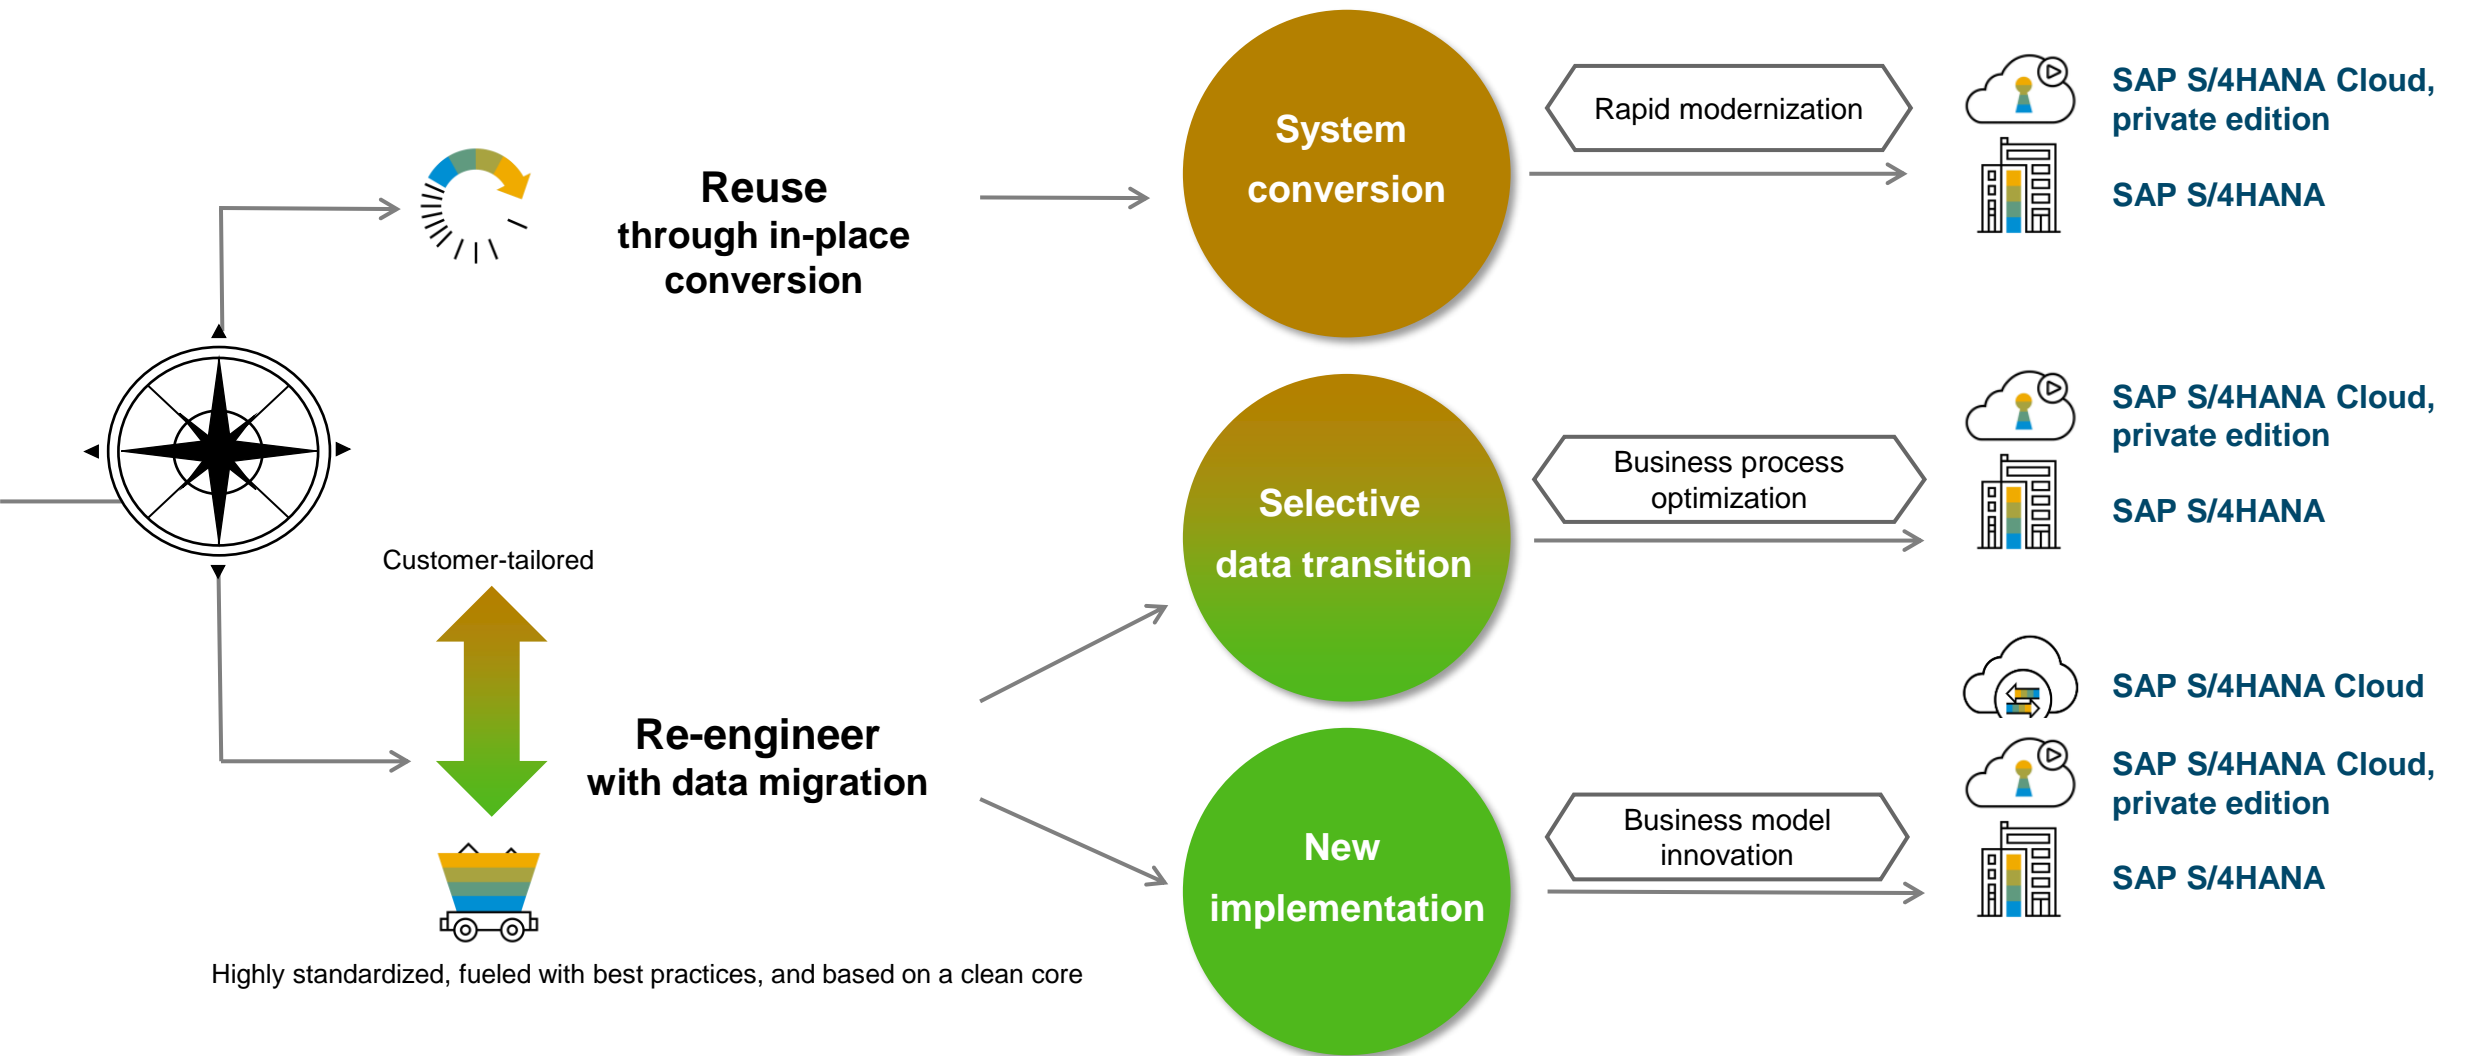 Reuse
through in-place
conversion
System
conversion
Rapid modernization
SAP S/4HANA Cloud,
private edition
SAP S/4HANA
Customer-tailored
Re-engineer
with data migration
Highly standardized, fueled with best practices, and based on a clean core
Selective
data transition
Business process
optimization
SAP S/4HANA Cloud,
private edition
SAP S/4HANA
New
implementation
Business model
innovation
SAP S/4HANA Cloud
SAP S/4HANA Cloud,
private edition
SAP S/4HANA